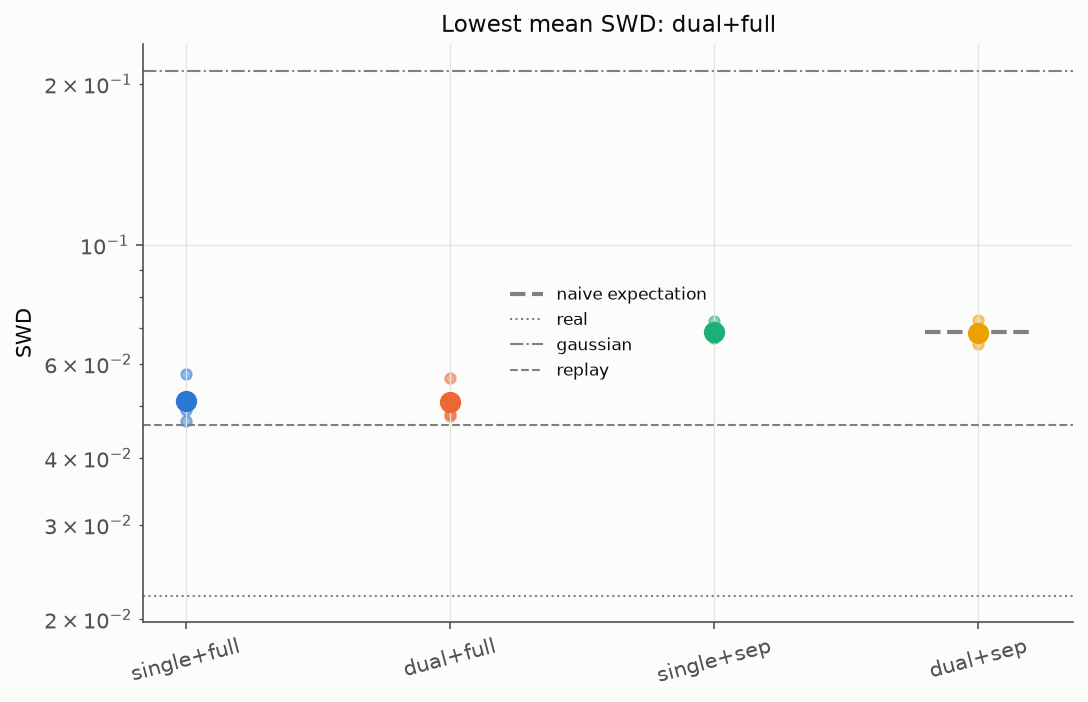 Lowest mean SWD: dual+full
SWD
2 × 10⁻¹
10⁻¹
6 × 10⁻²
4 × 10⁻²
3 × 10⁻²
2 × 10⁻²
naive expectation
real
gaussian
replay
single+full
dual+full
single+sep
dual+sep